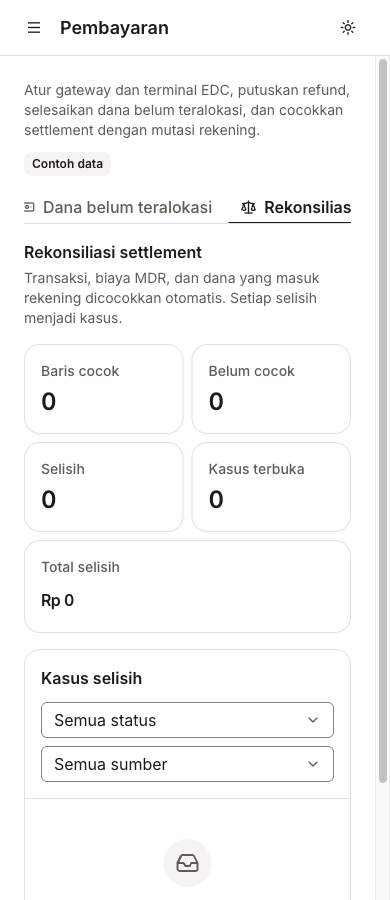 Pembayaran
Atur gateway dan terminal EDC, putuskan refund,
selesaikan dana belum teralokasi, dan cocokkan
settlement dengan mutasi rekening.
Contoh data
Dana belum teralokasi
Rekonsilias
Rekonsiliasi settlement
Transaksi, biaya MDR, dan dana yang masuk
rekening dicocokkan otomatis. Setiap selisih
menjadi kasus.
Baris cocok
0
Belum cocok
0
Selisih
0
Kasus terbuka
0
Total selisih
Rp 0
Kasus selisih
Semua status
Semua sumber